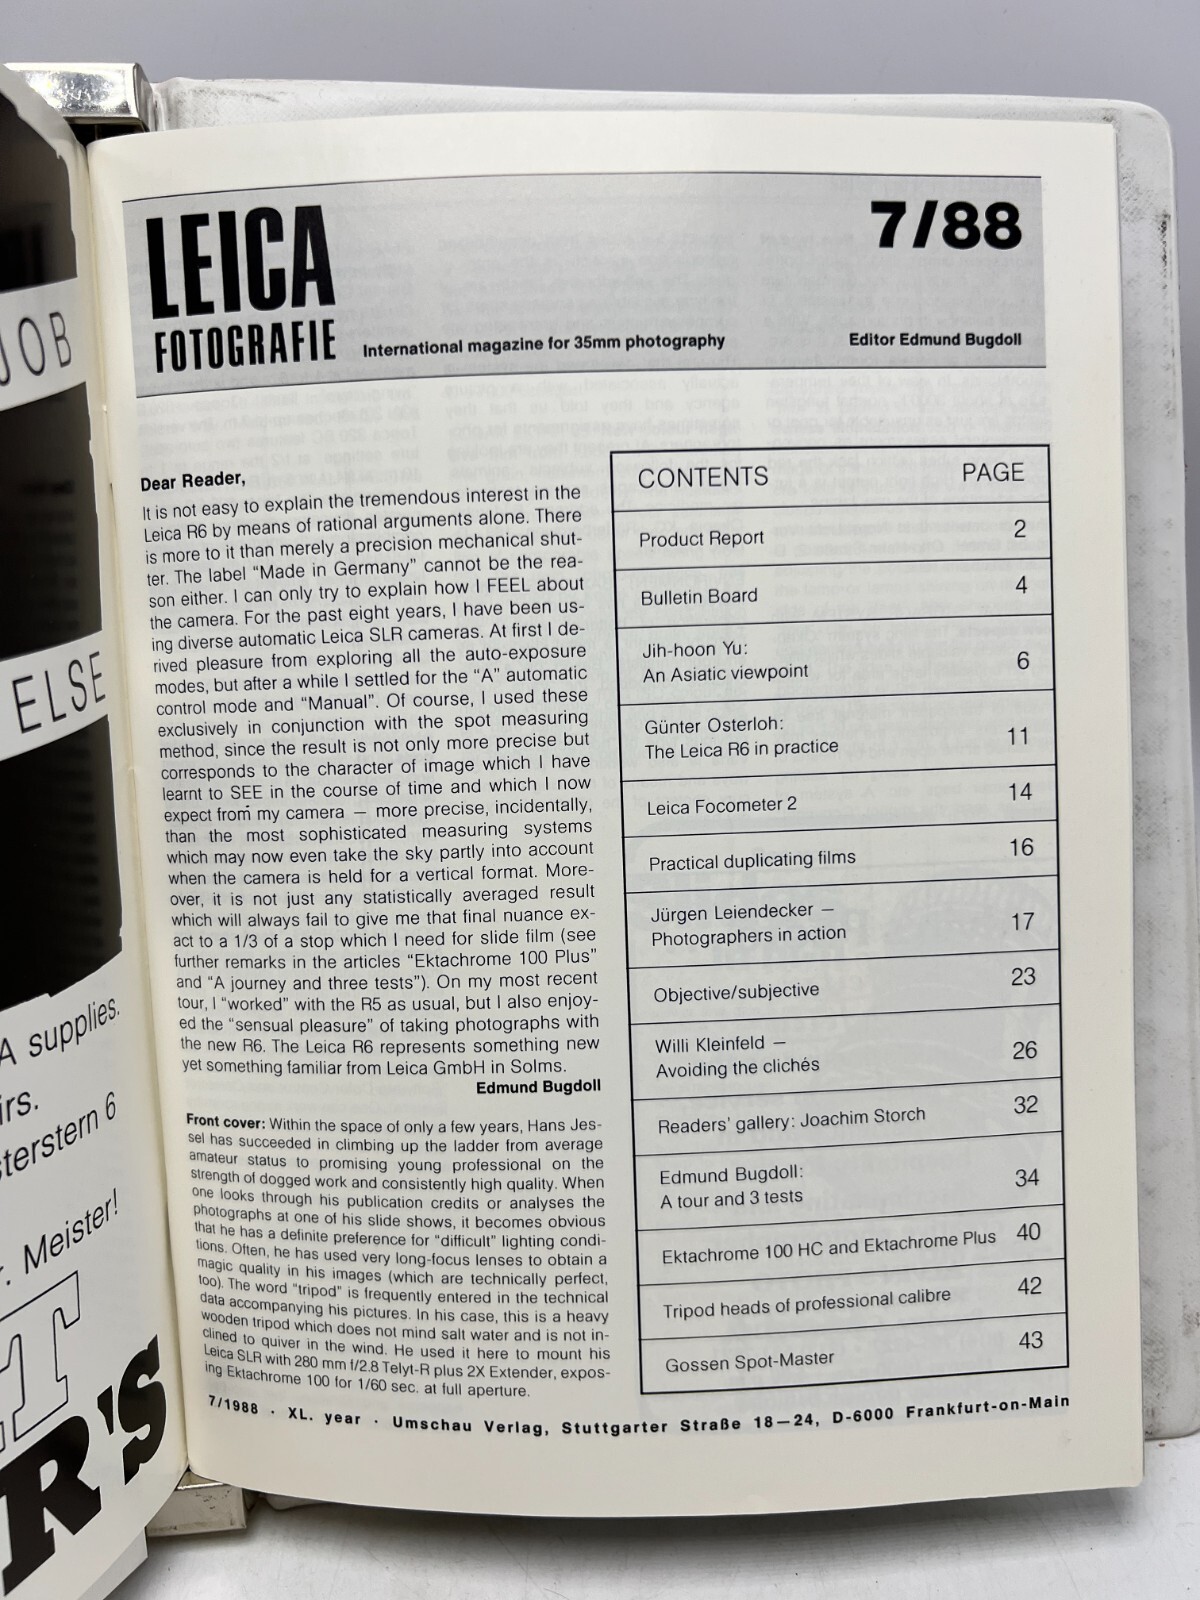 JOB
ELSE
A supplies.
irs.
sterstern 6
r. Meister!
R'S
LEICA
FOTOGRAFIE
International magazine for 35mm photography
7/88
Editor Edmund Bugdoll
Dear Reader,
It is not easy to explain the tremendous interest in the
Leica R6 by means of rational arguments alone. There
is more to it than merely a precision mechanical shut-
ter. The label “Made in Germany” cannot be the rea-
son either. I can only try to explain how I FEEL about
the camera. For the past eight years, I have been us-
ing diverse automatic Leica SLR cameras. At first I de-
rived pleasure from exploring all the auto-exposure
modes, but after a while I settled for the “A” automatic
control mode and “Manual”. Of course, I used these
exclusively in conjunction with the spot measuring
method, since the result is not only more precise but
corresponds to the character of image which I have
learnt to SEE in the course of time and which I now
expect from my camera — more precise, incidentally,
than the most sophisticated measuring systems
which may now even take the sky partly into account
when the camera is held for a vertical format. More-
over, it is not just any statistically averaged result
which will always fail to give me that final nuance ex-
act to a 1/3 of a stop which I need for slide film (see
further remarks in the articles “Ektachrome 100 Plus”
and “A journey and three tests”). On my most recent
tour, I “worked” with the R5 as usual, but I also enjoy-
ed the “sensual pleasure” of taking photographs with
the new R6. The Leica R6 represents something new
yet something familiar from Leica GmbH in Solms.
Edmund Bugdoll
Front cover: Within the space of only a few years, Hans Jes-
sel has succeeded in climbing up the ladder from average
amateur status to promising young professional on the
strength of dogged work and consistently high quality. When
one looks through his publication credits or analyses the
photographs at one of his slide shows, it becomes obvious
that he has a definite preference for “difficult” lighting condi-
tions. Often, he has used very long-focus lenses to obtain a
magic quality in his images (which are technically perfect,
too). The word “tripod” is frequently entered in the technical
data accompanying his pictures. In his case, this is a heavy
wooden tripod which does not mind salt water and is not in-
clined to quiver in the wind. He used it here to mount his
Leica SLR with 280 mm f/2.8 Telyt-R plus 2X Extender, expos-
ing Ektachrome 100 for 1/60 sec. at full aperture.
CONTENTS PAGE
Product Report 2
Bulletin Board 4
Jih-hoon Yu:
An Asiatic viewpoint 6
Günter Osterloh:
The Leica R6 in practice 11
Leica Focometer 2 14
Practical duplicating films 16
Jürgen Leiendecker —
Photographers in action 17
Objective/subjective 23
Willi Kleinfeld —
Avoiding the clichés 26
Readers’ gallery: Joachim Storch 32
Edmund Bugdoll:
A tour and 3 tests 34
Ektachrome 100 HC and Ektachrome Plus 40
Tripod heads of professional calibre 42
Gossen Spot-Master 43
7/1988 · XL. year · Umschau Verlag, Stuttgarter Straße 18—24, D-6000 Frankfurt-on-Main